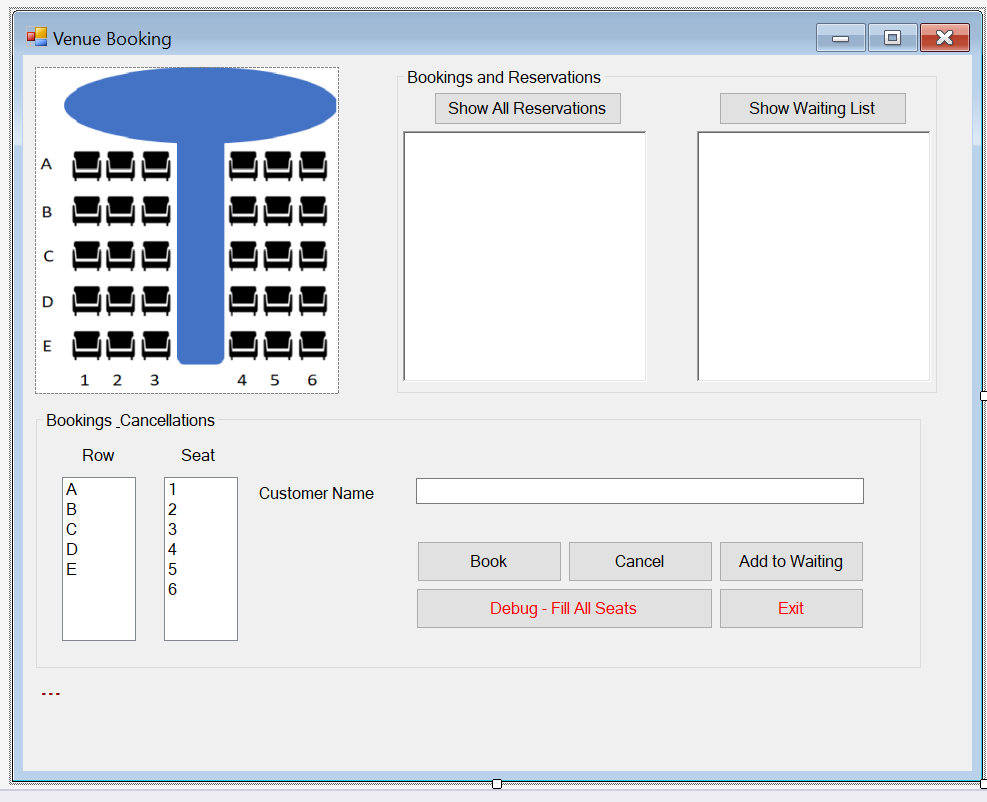 Venue Booking
A
B
C
D
E
1 2 3 4 5 6
Bookings and Reservations
Show All Reservations
Show Waiting List
Bookings _Cancellations
Row
Seat
A
B
C
D
E
1
2
3
4
5
6
Customer Name
Book
Cancel
Add to Waiting
Debug - Fill All Seats
Exit
---